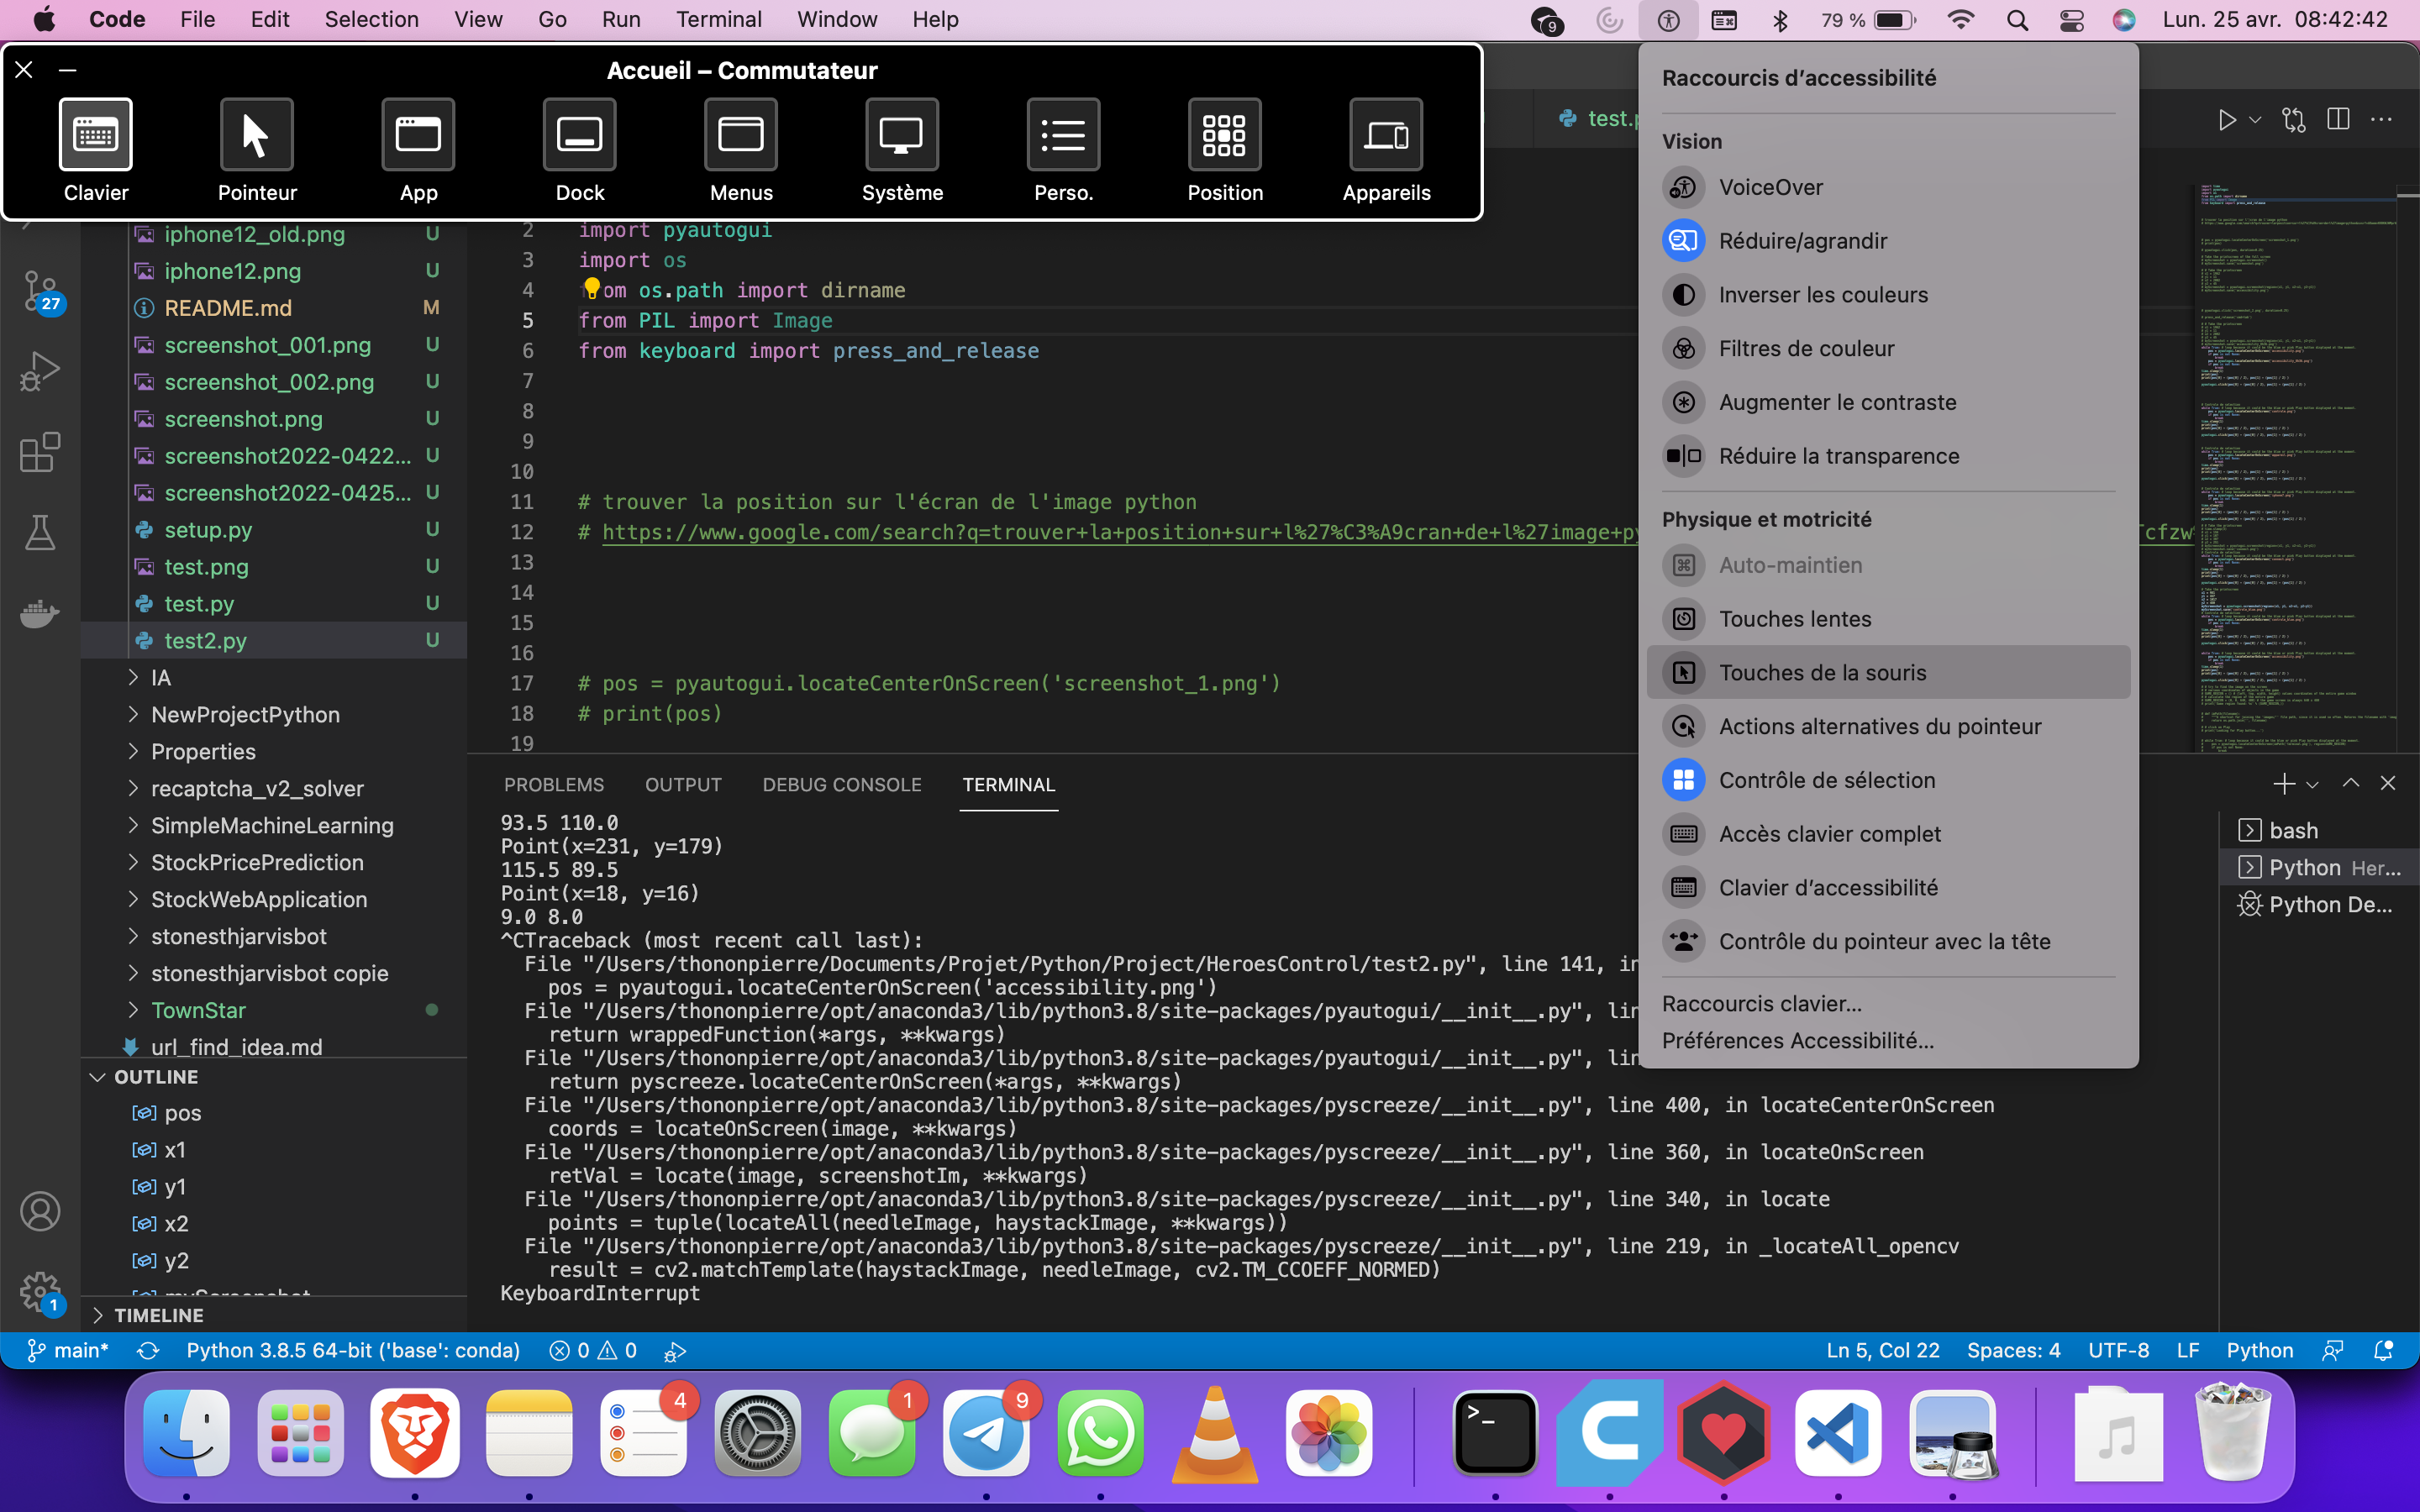 Code File Edit Selection View Go Run Terminal Window Help
9
79 %
Lun. 25 avr. 08:42:42
Accueil – Commutateur
Clavier
Pointeur
App
Dock
Menus
Système
Perso.
Position
Appareils
Raccourcis d'accessibilité
Vision
VoiceOver
Réduire/agrandir
Inverser les couleurs
Filtres de couleur
Augmenter le contraste
Réduire la transparence
Physique et motricité
Auto-maintien
Touches lentes
Touches de la souris
Actions alternatives du pointeur
Contrôle de sélection
Accès clavier complet
Clavier d'accessibilité
Contrôle du pointeur avec la tête
Raccourcis clavier...
Préférences Accessibilité...
27
1
iphone12_old.png U
iphone12.png U
README.md M
screenshot_001.png U
screenshot_002.png U
screenshot.png U
screenshot2022-0422... U
screenshot2022-0425... U
setup.py U
test.png U
test.py U
test2.py U
IA
NewProjectPython
Properties
recaptcha_v2_solver
SimpleMachineLearning
StockPricePrediction
StockWebApplication
stonesthjarvisbot
stonesthjarvisbot copie
TownStar
url_find_idea.md
OUTLINE
pos
x1
y1
x2
y2
TIMELINE
test.p
2 import pyautogui
3 import os
4 om os.path import dirname
5 from PIL import Image
6 from keyboard import press_and_release
7
8
9
10
11 # trouver la position sur l'écran de l'image python
12 # https://www.google.com/search?q=trouver+la+position+sur+l%27%C3%A9cran+de+l%27image+py
cfzw
13
14
15
16
17 # pos = pyautogui.locateCenterOnScreen('screenshot_1.png')
18 # print(pos)
19
PROBLEMS OUTPUT DEBUG CONSOLE TERMINAL
93.5 110.0
Point(x=231, y=179)
115.5 89.5
Point(x=18, y=16)
9.0 8.0
^CTraceback (most recent call last):
File "/Users/thononpierre/Documents/Projet/Python/Project/HeroesControl/test2.py", line 141, in
pos = pyautogui.locateCenterOnScreen('accessibility.png')
File "/Users/thononpierre/opt/anaconda3/lib/python3.8/site-packages/pyautogui/__init__.py", lin
return wrappedFunction(*args, **kwargs)
File "/Users/thononpierre/opt/anaconda3/lib/python3.8/site-packages/pyautogui/__init__.py", lin
return pyscreeze.locateCenterOnScreen(*args, **kwargs)
File "/Users/thononpierre/opt/anaconda3/lib/python3.8/site-packages/pyscreeze/__init__.py", line 400, in locateCenterOnScreen
coords = locateOnScreen(image, **kwargs)
File "/Users/thononpierre/opt/anaconda3/lib/python3.8/site-packages/pyscreeze/__init__.py", line 360, in locateOnScreen
retVal = locate(image, screenshotIm, **kwargs)
File "/Users/thononpierre/opt/anaconda3/lib/python3.8/site-packages/pyscreeze/__init__.py", line 340, in locate
points = tuple(locateAll(needleImage, haystackImage, **kwargs))
File "/Users/thononpierre/opt/anaconda3/lib/python3.8/site-packages/pyscreeze/__init__.py", line 219, in _locateAll_opencv
result = cv2.matchTemplate(haystackImage, needleImage, cv2.TM_CCOEFF_NORMED)
KeyboardInterrupt
bash
Python Her...
Python De...
main* Python 3.8.5 64-bit ('base': conda) 0 0
Ln 5, Col 22 Spaces: 4 UTF-8 LF Python
4
1
9
>_